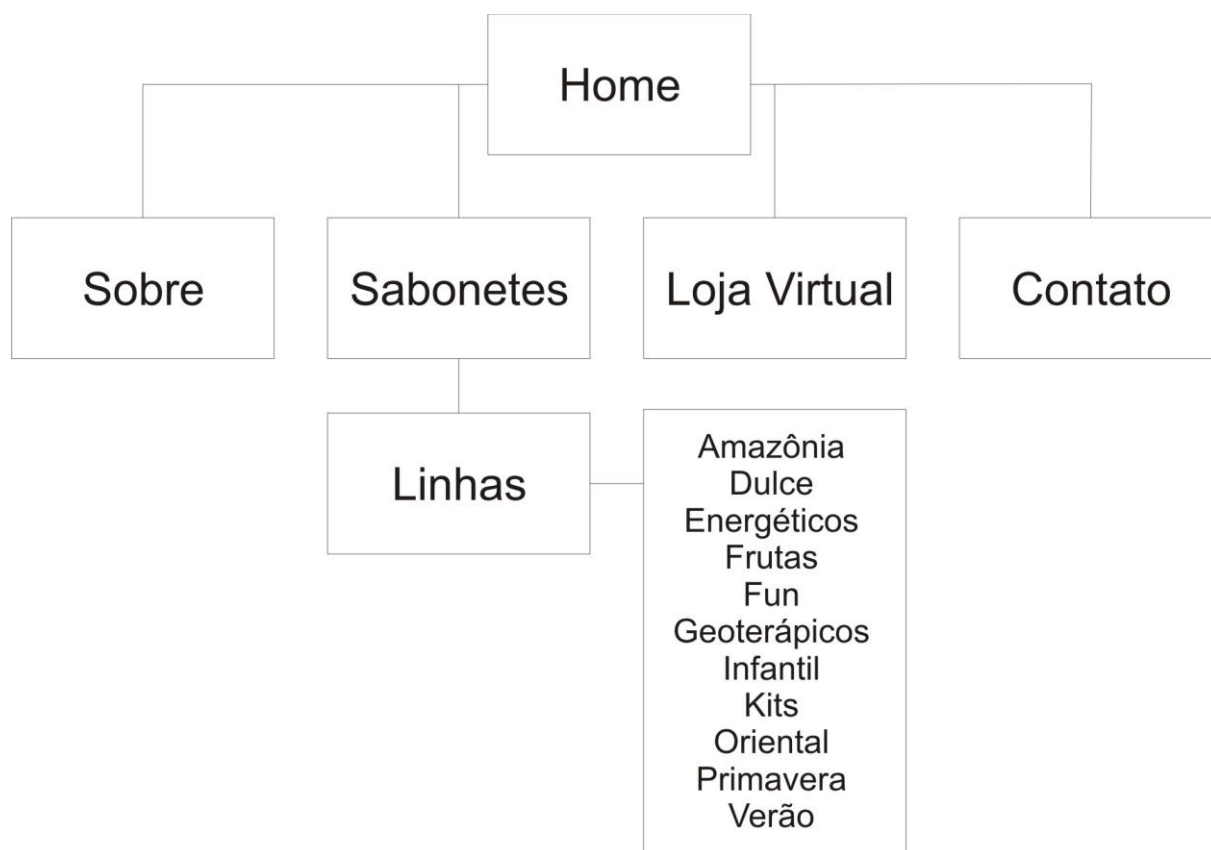 Home
Sobre
Sabonetes
Loja Virtual
Contato
Linhas
Amazônia
Dulce
Energéticos
Frutas
Fun
Geoterápicos
Infantil
Kits
Oriental
Primavera
Verão